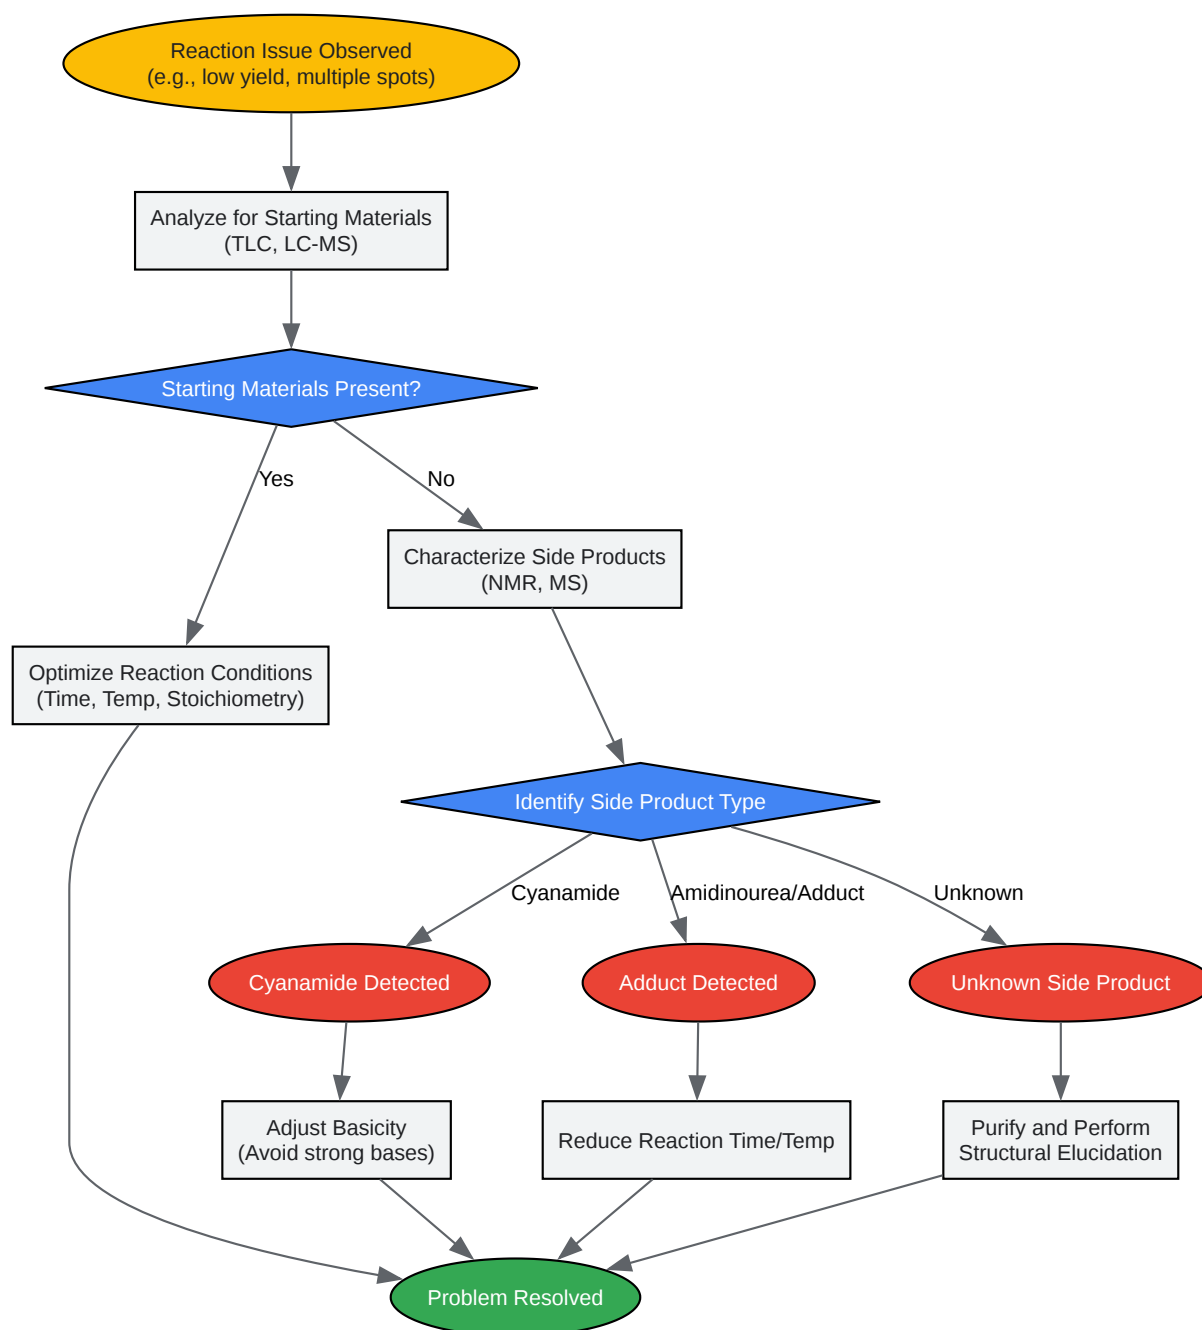 Reaction Issue Observed
(e.g., low yield, multiple spots)
Analyze for Starting Materials
(TLC, LC-MS)
Starting Materials Present?
Yes
No
Characterize Side Products
(NMR, MS)
Optimize Reaction Conditions
(Time, Temp, Stoichiometry)
Identify Side Product Type
Cyanamide
Amidinourea/Adduct
Unknown
Cyanamide Detected
Adduct Detected
Unknown Side Product
Adjust Basicity
(Avoid strong bases)
Reduce Reaction Time/Temp
Purify and Perform
Structural Elucidation
Problem Resolved